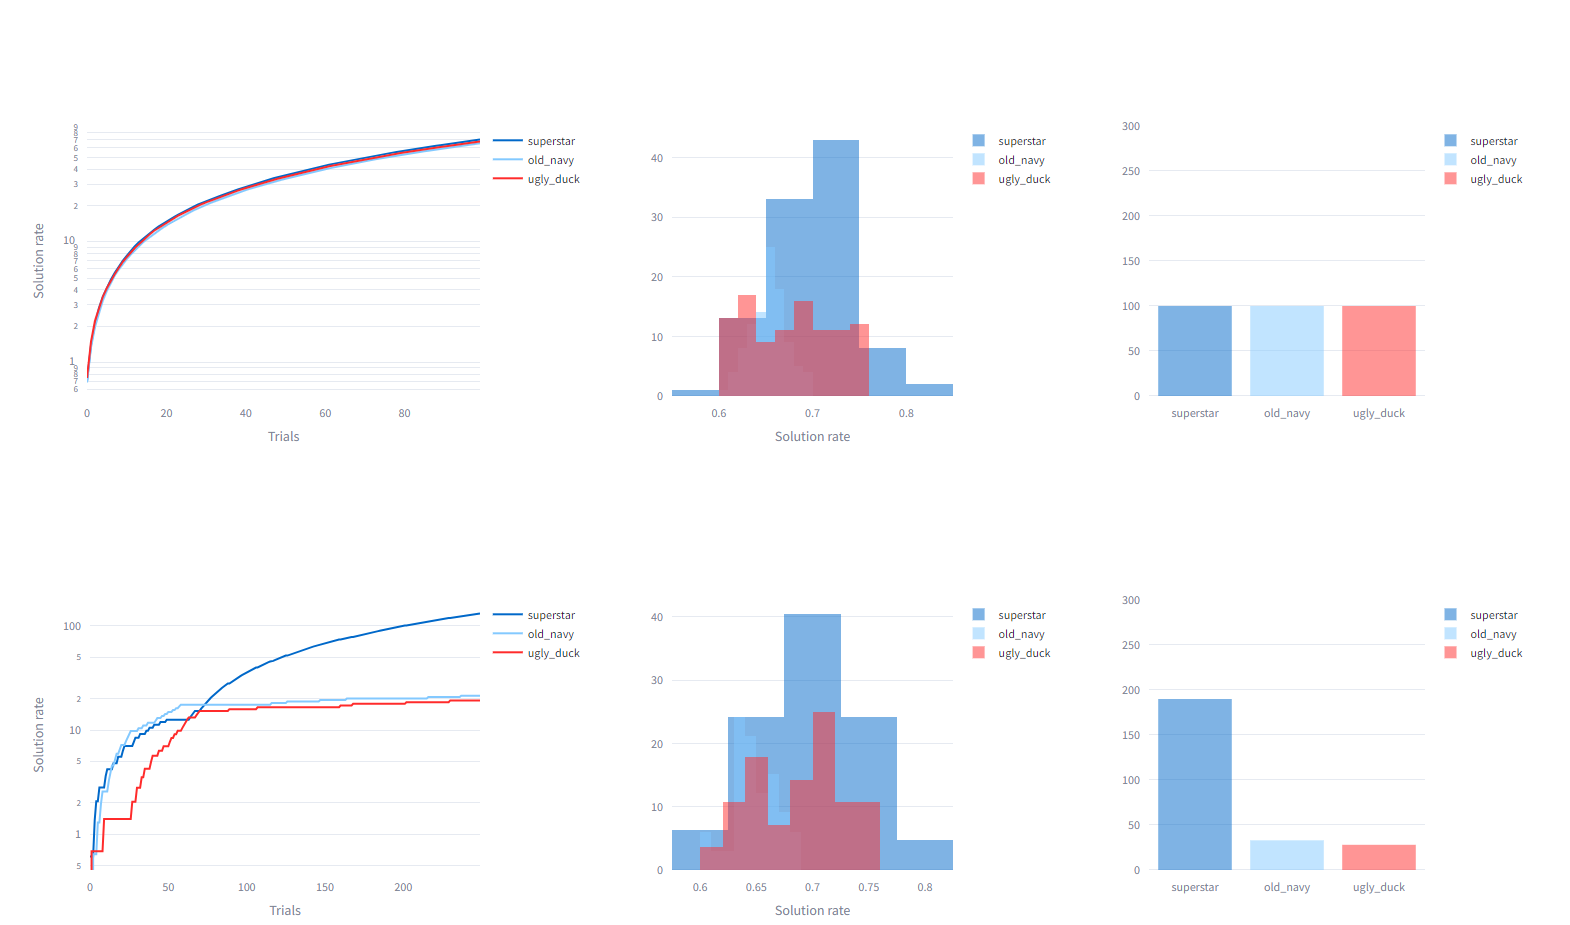 9
8
7
6
5
4
3
2
10
9
8
7
6
5
4
3
2
1
9
8
7
6
0 20 40 60 80
Trials
Solution rate
superstar
old_navy
ugly_duck
40
30
20
10
0
0.6 0.7 0.8
Solution rate
superstar
old_navy
ugly_duck
300
250
200
150
100
50
0
superstar old_navy ugly_duck
superstar
old_navy
ugly_duck
100
5
2
10
5
2
1
5
0 50 100 150 200
Trials
Solution rate
superstar
old_navy
ugly_duck
40
30
20
10
0
0.6 0.65 0.7 0.75 0.8
Solution rate
superstar
old_navy
ugly_duck
300
250
200
150
100
50
0
superstar old_navy ugly_duck
superstar
old_navy
ugly_duck